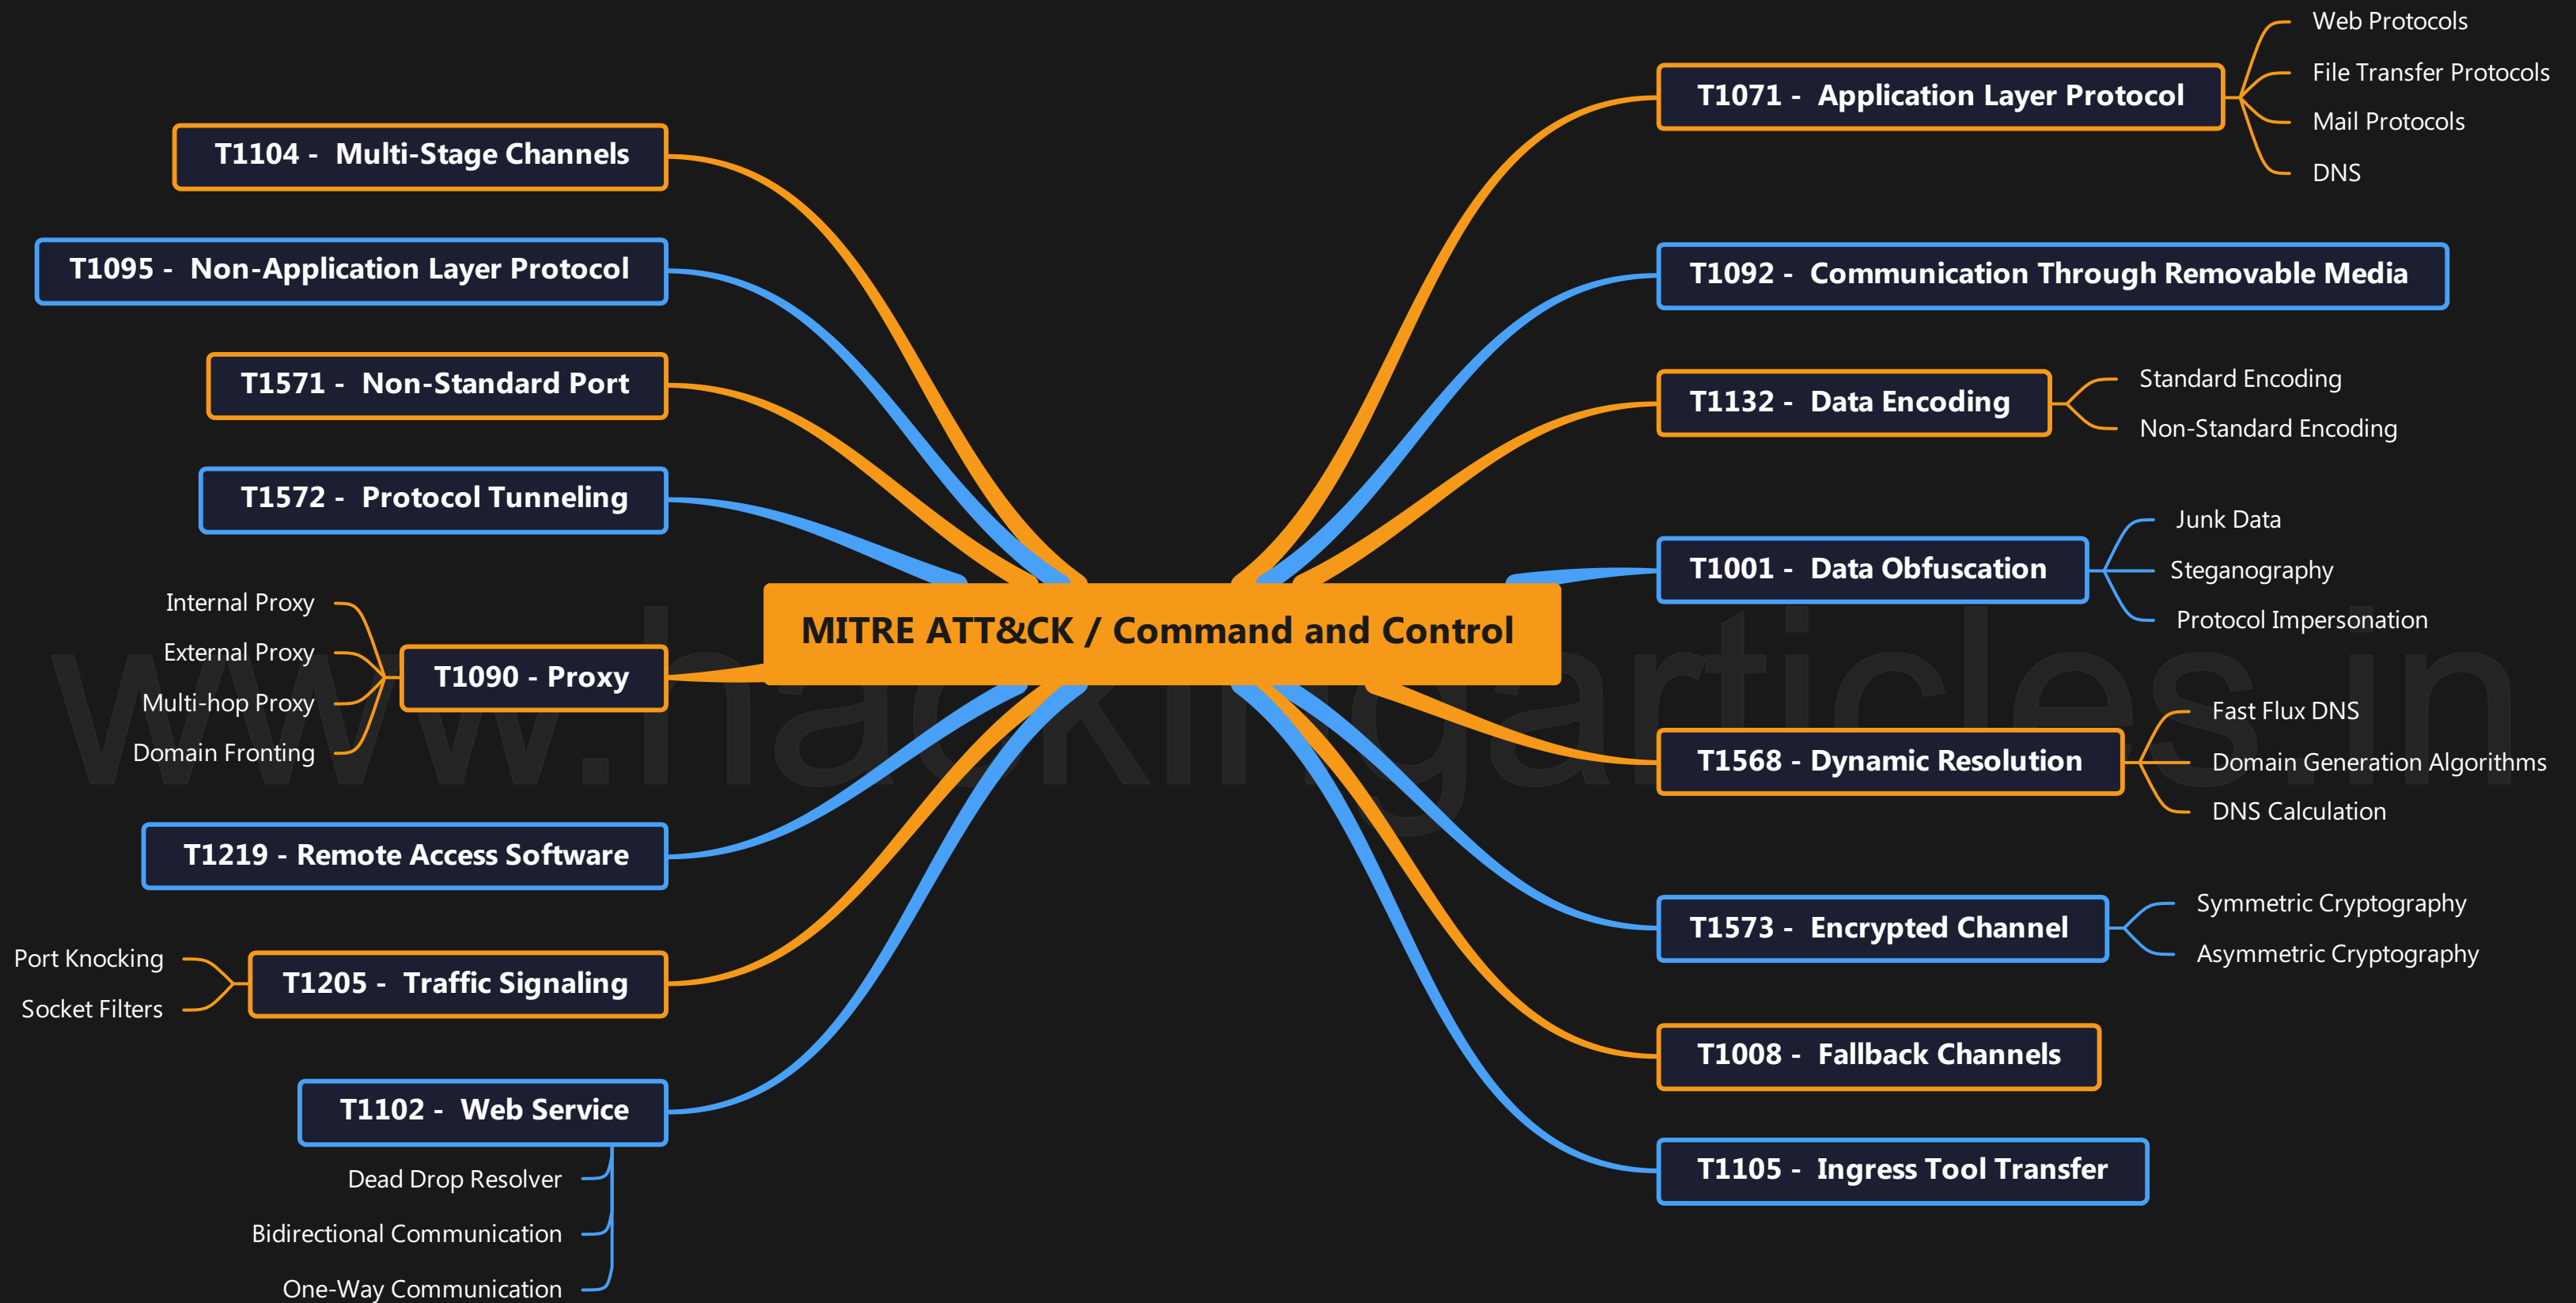 MITRE ATT&CK / Command and Control
T1071 - Application Layer Protocol
Web Protocols
File Transfer Protocols
Mail Protocols
DNS
T1092 - Communication Through Removable Media
T1132 - Data Encoding
Standard Encoding
Non-Standard Encoding
T1001 - Data Obfuscation
Junk Data
Steganography
Protocol Impersonation
T1568 - Dynamic Resolution
Fast Flux DNS
Domain Generation Algorithms
DNS Calculation
T1573 - Encrypted Channel
Symmetric Cryptography
Asymmetric Cryptography
T1008 - Fallback Channels
T1105 - Ingress Tool Transfer
T1104 - Multi-Stage Channels
T1095 - Non-Application Layer Protocol
T1571 - Non-Standard Port
T1572 - Protocol Tunneling
T1090 - Proxy
Internal Proxy
External Proxy
Multi-hop Proxy
Domain Fronting
T1219 - Remote Access Software
T1205 - Traffic Signaling
Port Knocking
Socket Filters
T1102 - Web Service
Dead Drop Resolver
Bidirectional Communication
One-Way Communication
www.hackingarticles.in